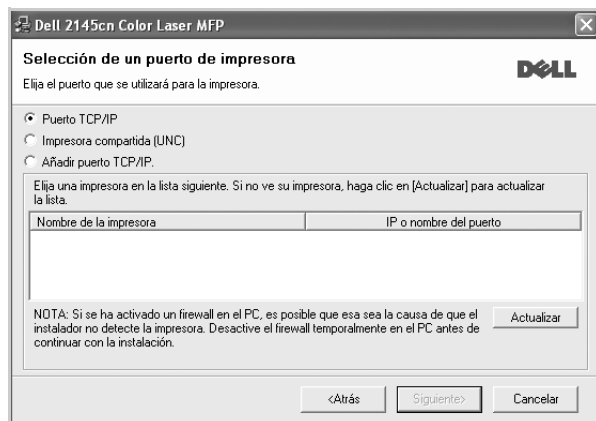 Dell 2145cn Color Laser MFP
Selección de un puerto de impresora
Elija el puerto que se utilizará para la impresora.
DELL
Puerto TCP/IP
Impresora compartida (UNC)
Añadir puerto TCP/IP.
Elija una impresora en la lista siguiente. Si no ve su impresora, haga clic en [Actualizar] para actualizar
la lista.
Nombre de la impresora
IP o nombre del puerto
NOTA: Si se ha activado un firewall en el PC, es posible que esa sea la causa de que el
instalador no detecte la impresora. Desactive el firewall temporalmente en el PC antes de
continuar con la instalación.
Actualizar
<Atrás
Siguiente>
Cancelar